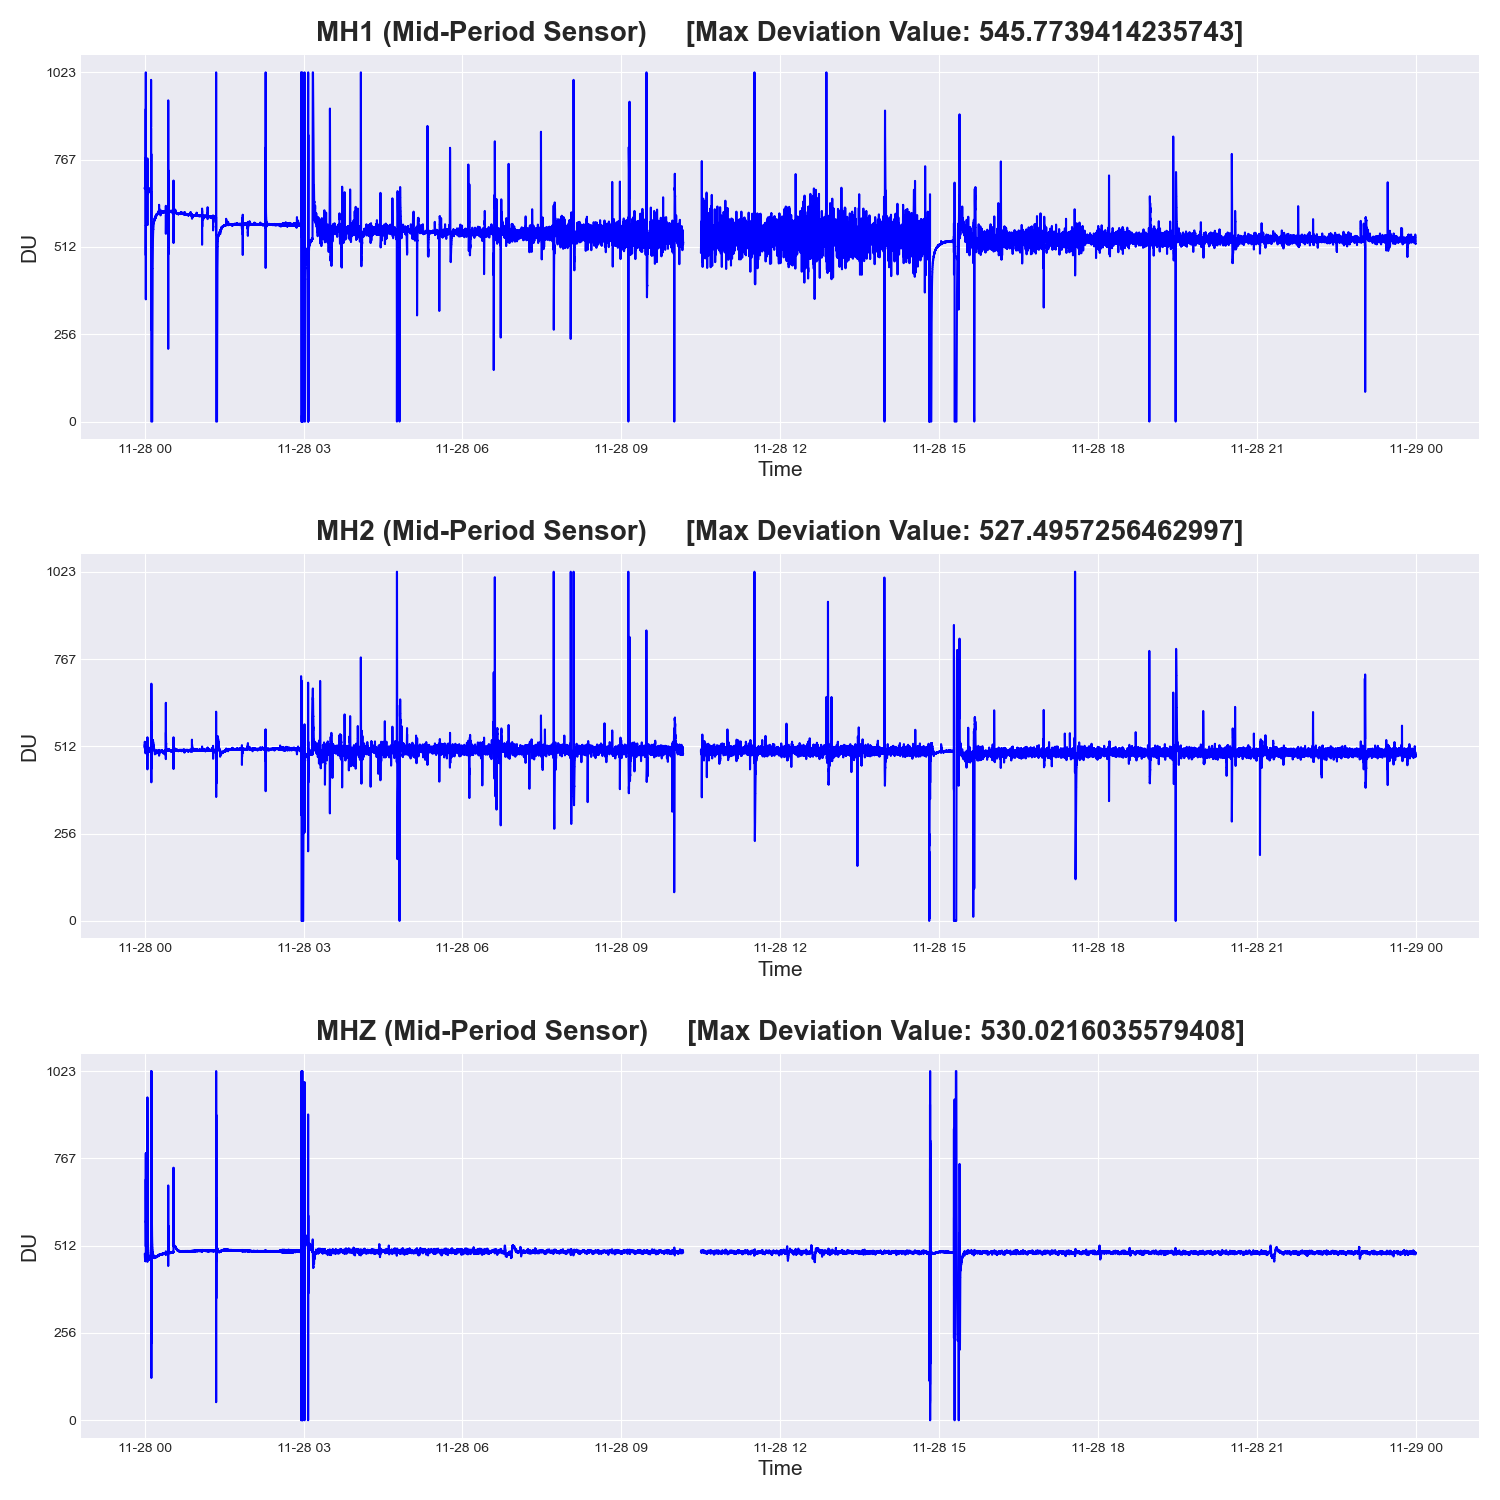 MH1 (Mid-Period Sensor) [Max Deviation Value: 545.7739414235743]
1023
767
512
256
0
DU
11-28 00 11-28 03 11-28 06 11-28 09 11-28 12 11-28 15 11-28 18 11-28 21 11-29 00
Time
MH2 (Mid-Period Sensor) [Max Deviation Value: 527.4957256462997]
1023
767
512
256
0
DU
11-28 00 11-28 03 11-28 06 11-28 09 11-28 12 11-28 15 11-28 18 11-28 21 11-29 00
Time
MHZ (Mid-Period Sensor) [Max Deviation Value: 530.0216035579408]
1023
767
512
256
0
DU
11-28 00 11-28 03 11-28 06 11-28 09 11-28 12 11-28 15 11-28 18 11-28 21 11-29 00
Time